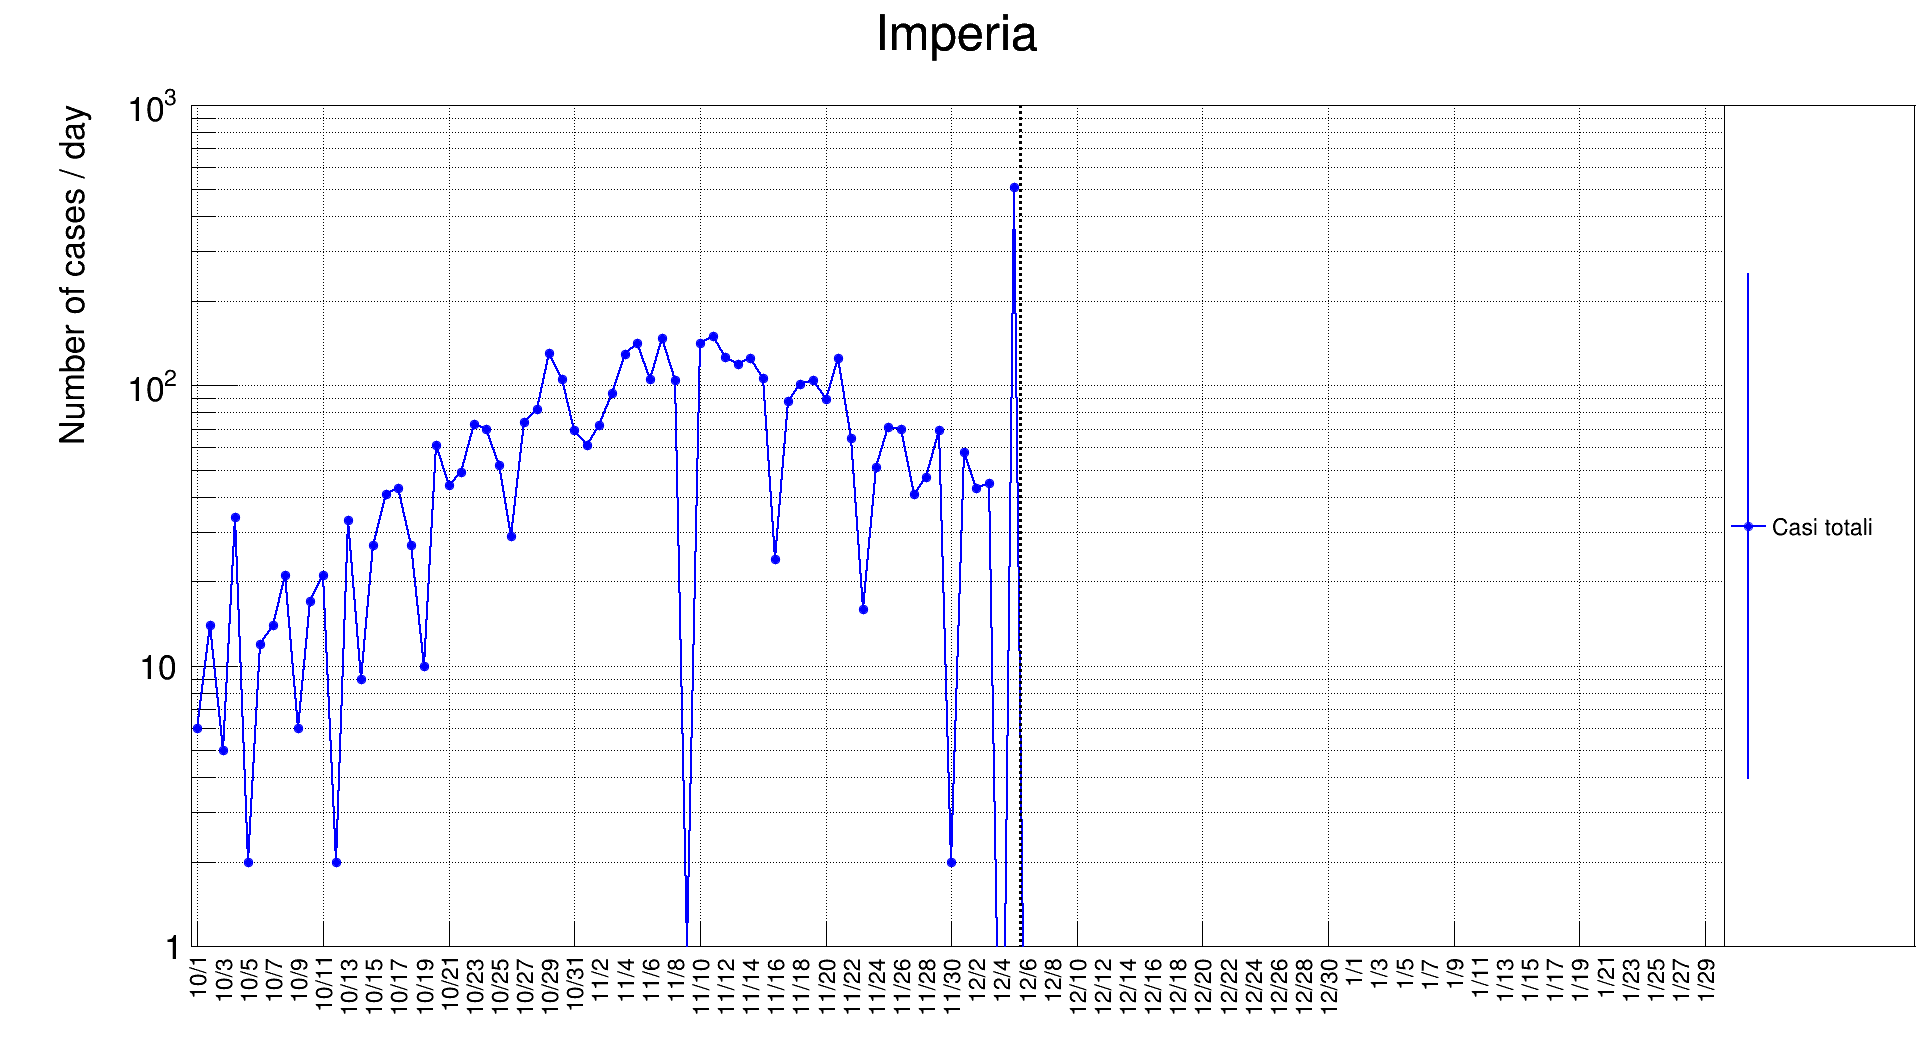 Imperia
Number of cases / day
10³
10²
10
1
10/1 10/3 10/5 10/7 10/9 10/11 10/13 10/15 10/17 10/19 10/21 10/23 10/25 10/27 10/29 10/31 11/2 11/4 11/6 11/8 11/10 11/12 11/14 11/16 11/18 11/20 11/22 11/24 11/26 11/28 11/30 12/2 12/4 12/6 12/8 12/10 12/12 12/14 12/16 12/18 12/20 12/22 12/24 12/26 12/28 12/30 1/1 1/3 1/5 1/7 1/9 1/11 1/13 1/15 1/17 1/19 1/21 1/23 1/25 1/27 1/29
Casi totali